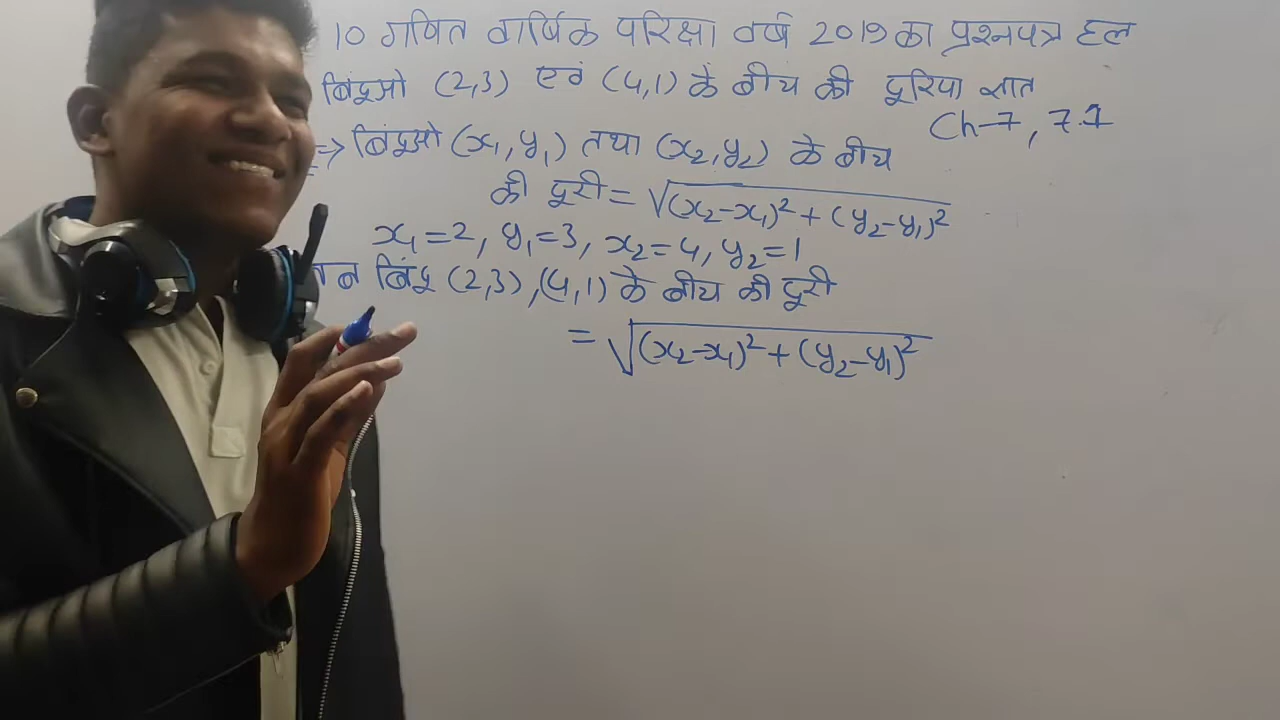 10 गणित वार्षिक परिक्षा वर्ष 2019 का प्रश्नपत्र हल
बिंदूओ (2,3) एवं (4,1) के बीच की दूरिया ज्ञात
Ch-7, 7.1
=> बिंदूओ (x₁, y₁) तथा (x₂, y₂) के बीच
की दूरी = √(x₂-x₁)² + (y₂-y₁)²
x₁=2, y₁=3, x₂=4, y₂=1
बिंदू (2,3), (4,1) के बीच की दूरी
= √(x₂-x₁)² + (y₂-y₁)²